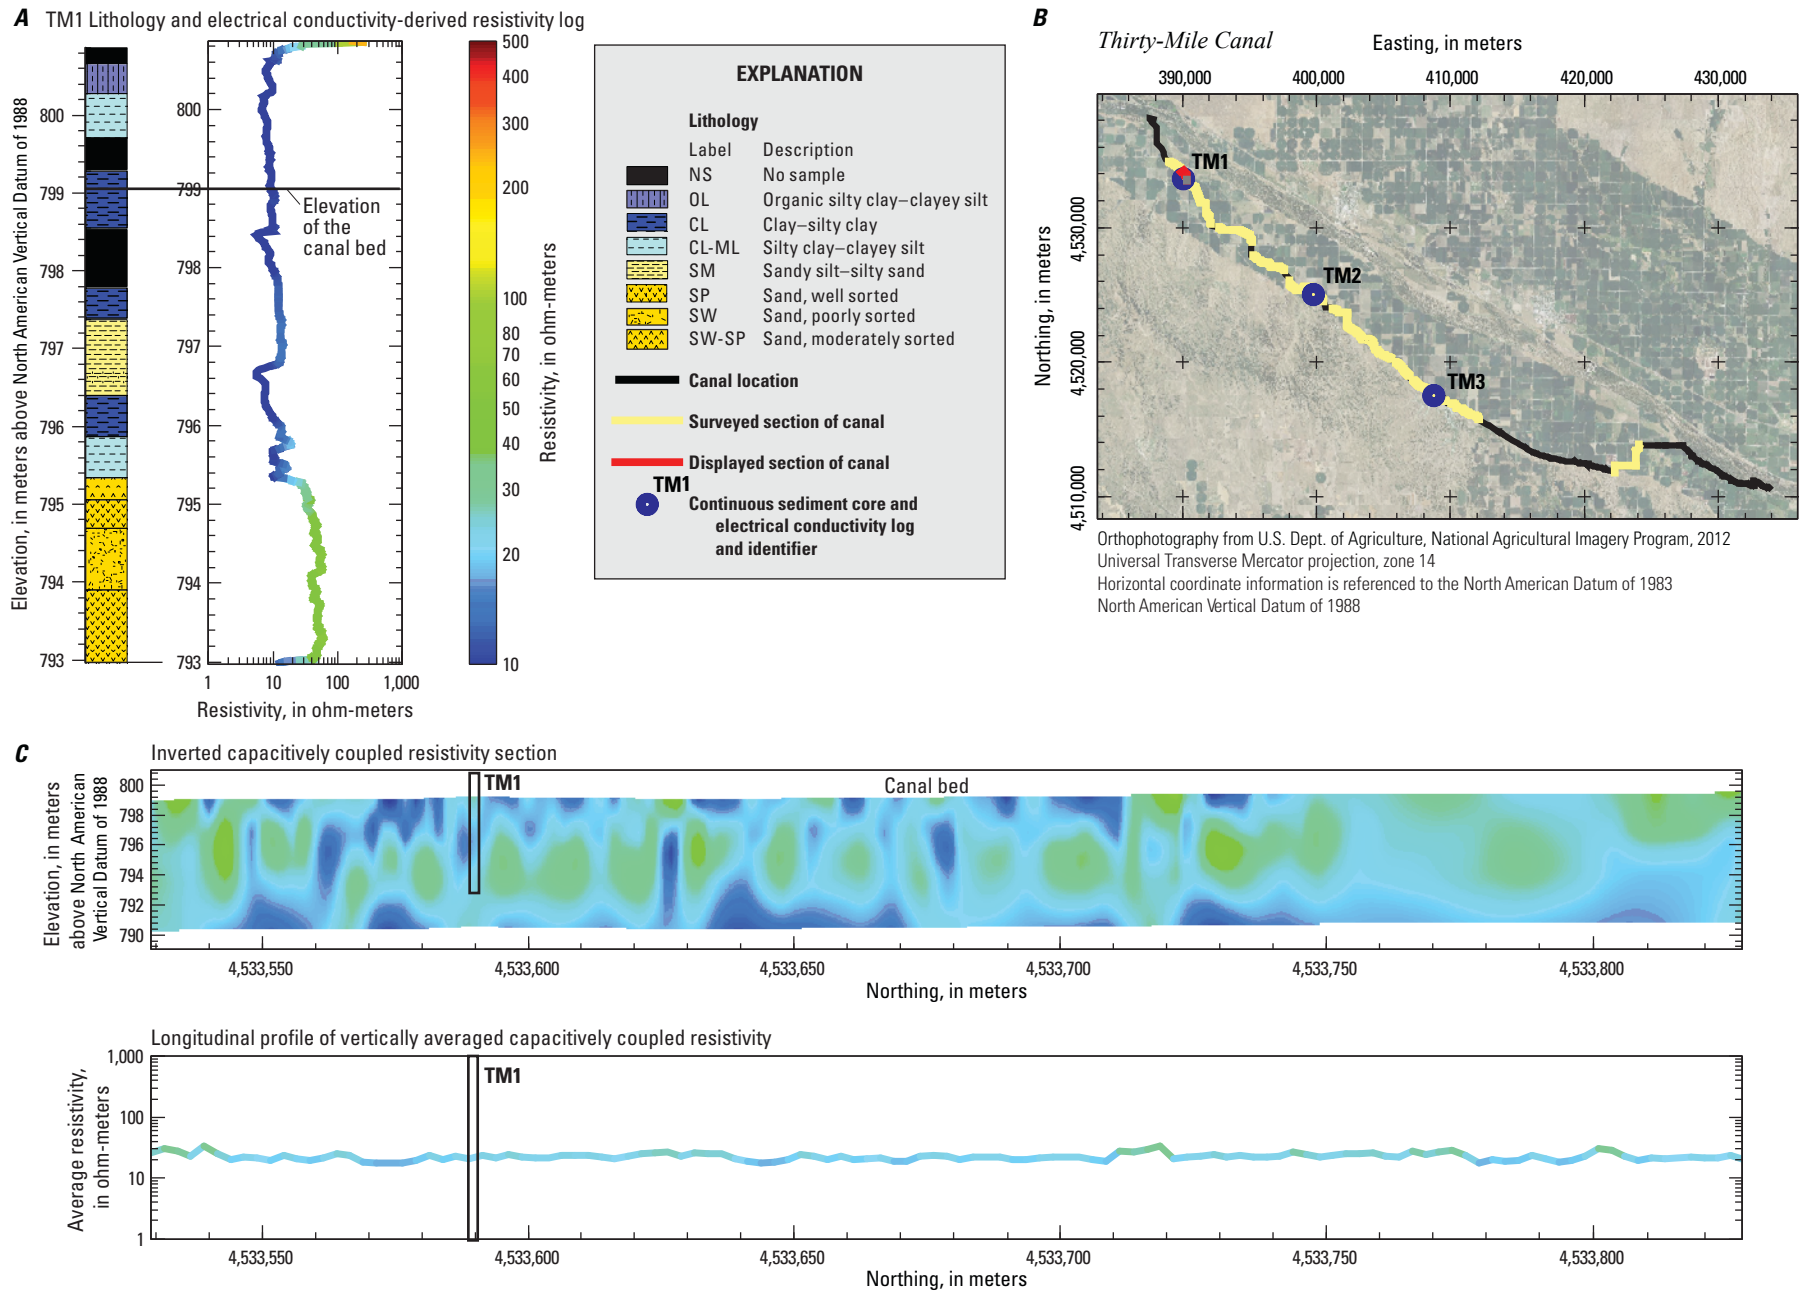 A TM1 Lithology and electrical conductivity-derived resistivity log
Elevation, in meters above North American Vertical Datum of 1988
800
799
798
797
796
795
794
793
800
799
798
797
796
795
794
793
Elevation
of the
canal bed
1 10 100 1,000
Resistivity, in ohm-meters
500
400
300
200
100
80
70
60
50
40
30
20
10
Resistivity, in ohm-meters
EXPLANATION
Lithology
Label Description
NS No sample
OL Organic silty clay–clayey silt
CL Clay–silty clay
CL-ML Silty clay–clayey silt
SM Sandy silt–silty sand
SP Sand, well sorted
SW Sand, poorly sorted
SW-SP Sand, moderately sorted
Canal location
Surveyed section of canal
Displayed section of canal
TM1
Continuous sediment core and
electrical conductivity log
and identifier
B
Thirty-Mile Canal
Easting, in meters
390,000 400,000 410,000 420,000 430,000
Northing, in meters
4,530,000
4,520,000
4,510,000
TM1
TM2
TM3
Orthophotography from U.S. Dept. of Agriculture, National Agricultural Imagery Program, 2012
Universal Transverse Mercator projection, zone 14
Horizontal coordinate information is referenced to the North American Datum of 1983
North American Vertical Datum of 1988
C
Inverted capacitively coupled resistivity section
Elevation, in meters
above North American
Vertical Datum of 1988
800
798
796
794
792
790
TM1
Canal bed
4,533,550 4,533,600 4,533,650 4,533,700 4,533,750 4,533,800
Northing, in meters
Longitudinal profile of vertically averaged capacitively coupled resistivity
Average resistivity,
in ohm-meters
1,000
100
10
1
TM1
4,533,550 4,533,600 4,533,650 4,533,700 4,533,750 4,533,800
Northing, in meters